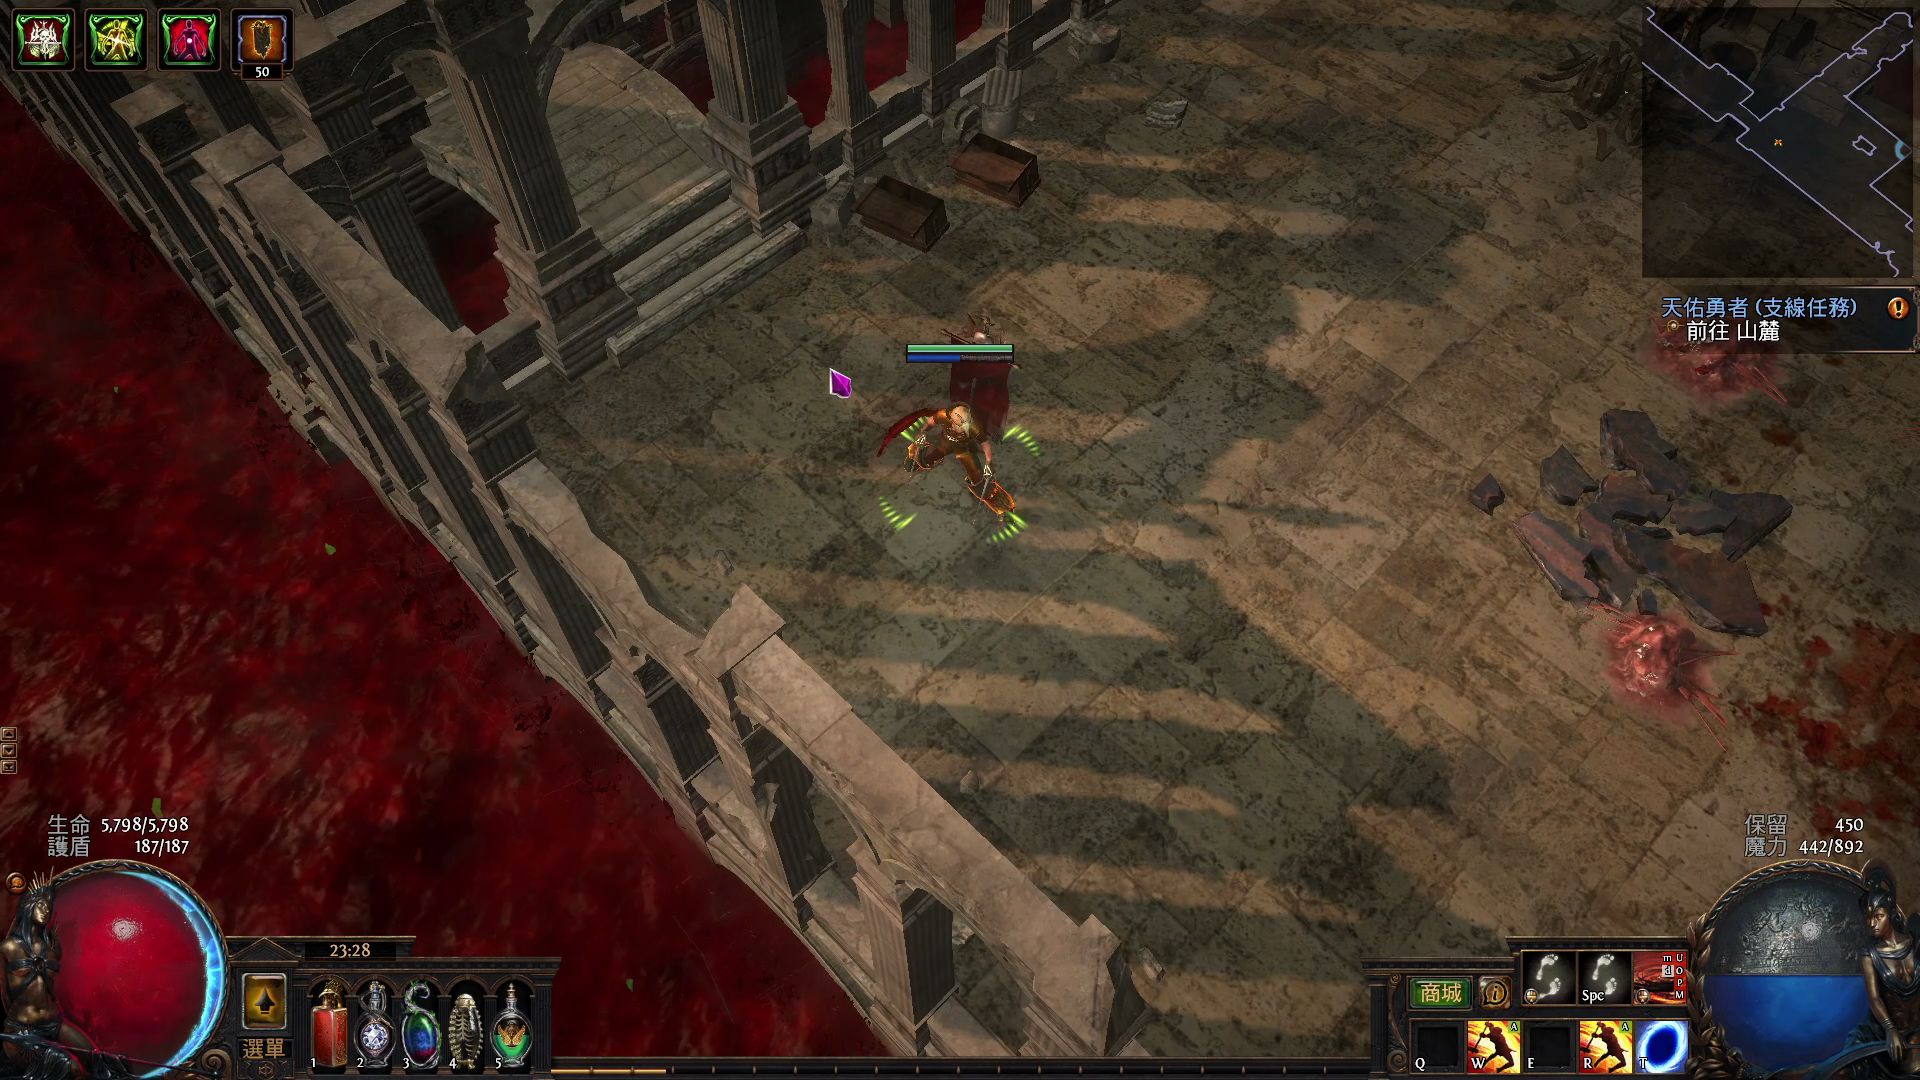 50
天佑勇者 (支線任務)
前往 山麓
生命 5,798/5,798
護盾 187/187
保留 450
魔力 442/892
23:28
選單
1 2 3 4 5
商城
Spc
Q W E R T
A A